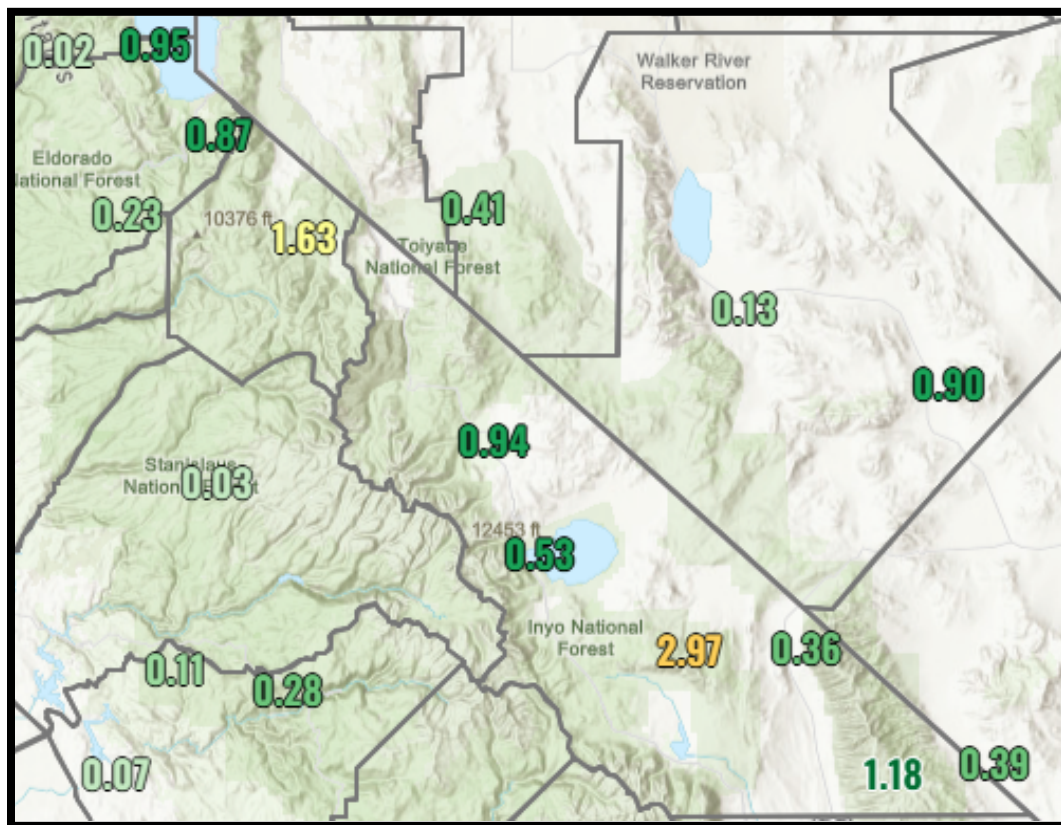 0.02
0.95
Walker River
Reservation
0.87
Eldorado
National Forest
0.23
10376 ft
1.63
0.41
Toiyabe
National Forest
0.13
0.90
0.94
Stanislaus
National Forest
0.03
12453 ft
0.53
Inyo National
Forest
2.97
0.36
0.11
0.28
0.07
1.18
0.39